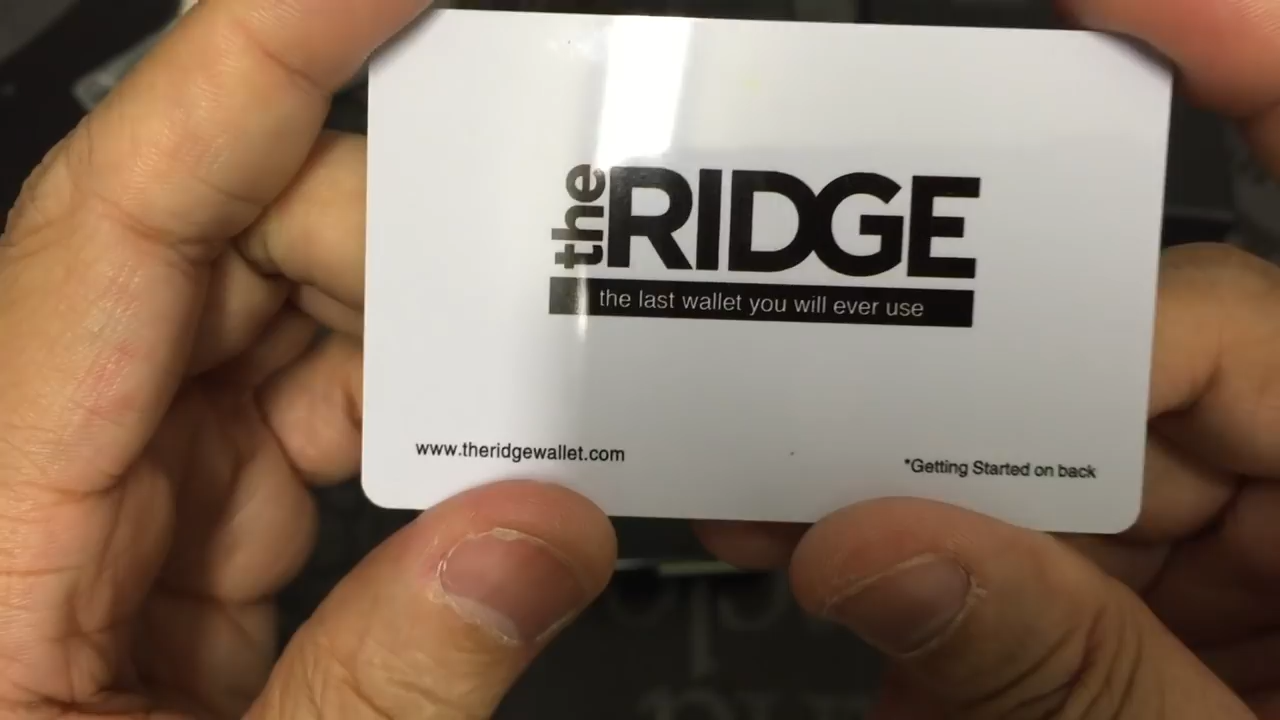 the RIDGE
the last wallet you will ever use
www.theridgewallet.com
*Getting Started on back